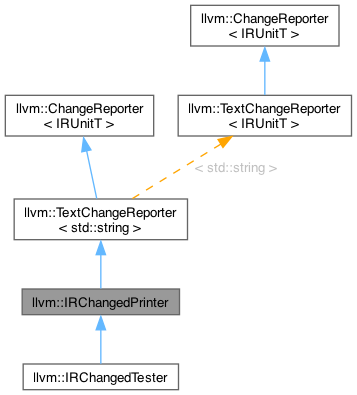 llvm::ChangeReporter
< IRUnitT >
llvm::ChangeReporter
< IRUnitT >
llvm::TextChangeReporter
< IRUnitT >
< std::string >
llvm::TextChangeReporter
< std::string >
llvm::IRChangedPrinter
llvm::IRChangedTester